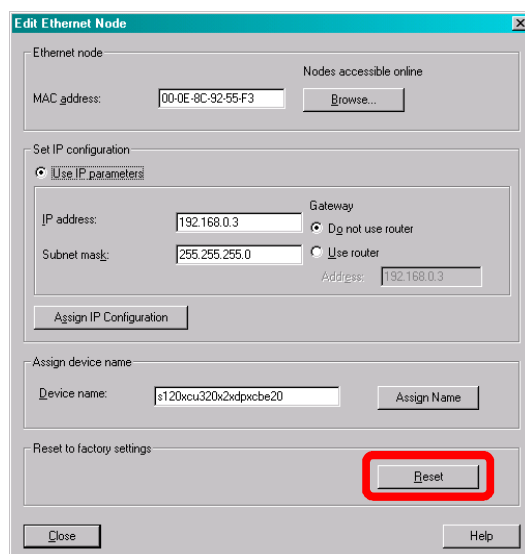 Edit Ethernet Node
Ethernet node
Nodes accessible online
MAC address:
00-0E-8C-92-55-F3
Browse...
Set IP configuration
Use IP parameters
Gateway
IP address:
192.168.0.3
Do not use router
Subnet mask:
255.255.255.0
Use router
Address:
192.168.0.3
Assign IP Configuration
Assign device name
Device name:
s120xcu320x2xdpxcbe20
Assign Name
Reset to factory settings
Reset
Close
Help